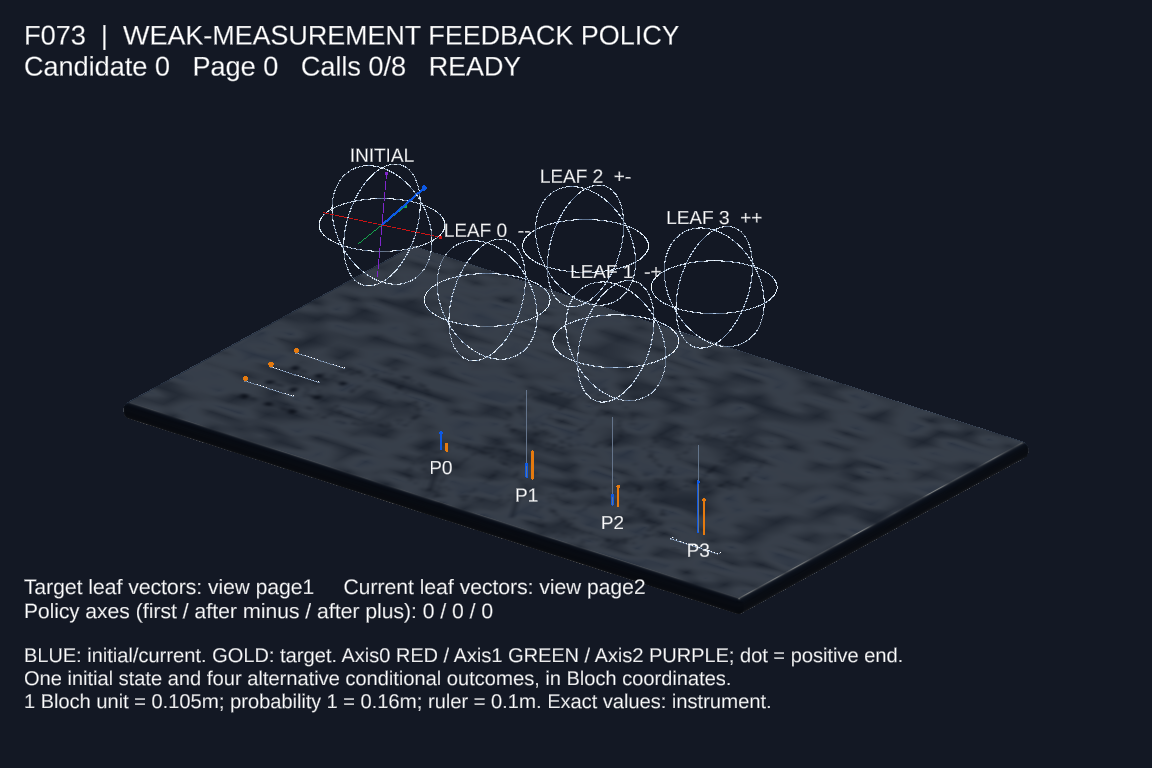 F073 | WEAK-MEASUREMENT FEEDBACK POLICY
Candidate 0 Page 0 Calls 0/8 READY
INITIAL
LEAF 2 +-
LEAF 3 ++
LEAF 0 --
LEAF 1 -+
P0
P1
P2
P3
Target leaf vectors: view page1 Current leaf vectors: view page2
Policy axes (first / after minus / after plus): 0 / 0 / 0
BLUE: initial/current. GOLD: target. Axis0 RED / Axis1 GREEN / Axis2 PURPLE; dot = positive end.
One initial state and four alternative conditional outcomes, in Bloch coordinates.
1 Bloch unit = 0.105m; probability 1 = 0.16m; ruler = 0.1m. Exact values: instrument.